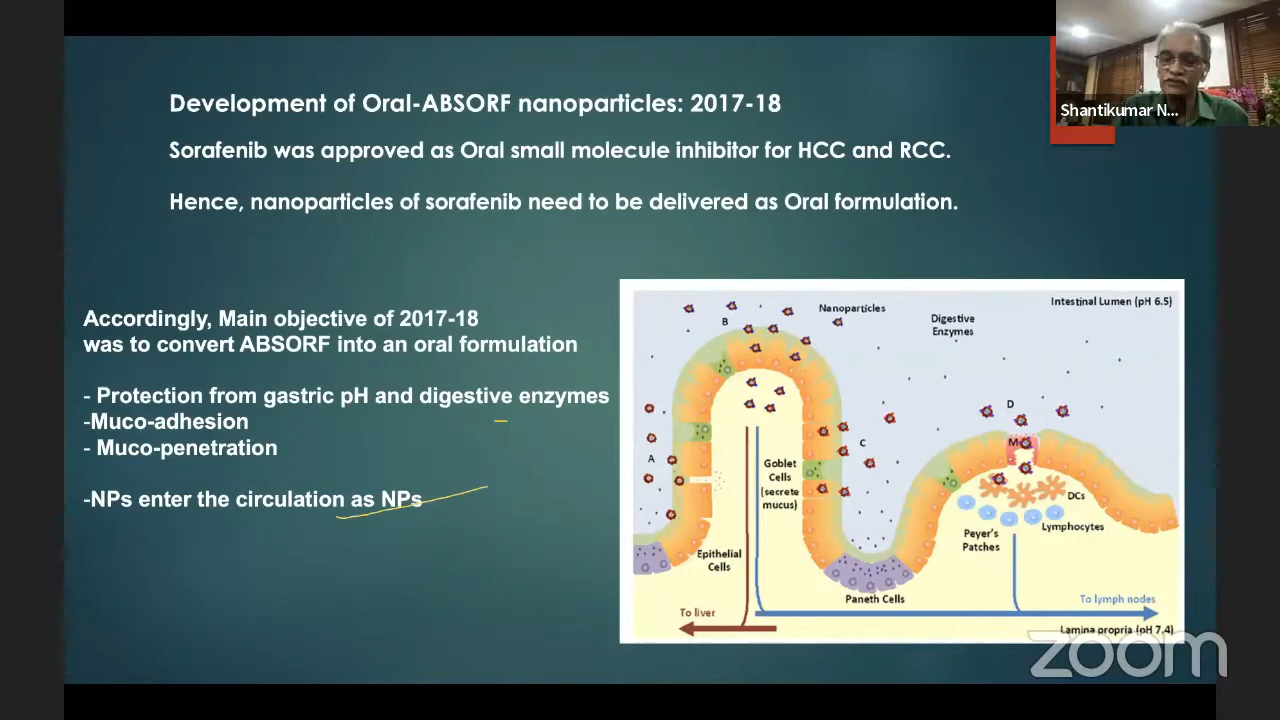 Development of Oral-ABSORF nanoparticles: 2017-18
Shantikumar N...
Sorafenib was approved as Oral small molecule inhibitor for HCC and RCC.
Hence, nanoparticles of sorafenib need to be delivered as Oral formulation.
Accordingly, Main objective of 2017-18
was to convert ABSORF into an oral formulation
- Protection from gastric pH and digestive enzymes
-Muco-adhesion
- Muco-penetration
-NPs enter the circulation as NPs
Intestinal Lumen (pH 6.5)
Nanoparticles
Digestive
Enzymes
B
D
A
C
M
Goblet
Cells
(secrete
mucus)
DCs
Lymphocytes
Peyer's
Patches
Epithelial
Cells
Paneth Cells
To liver
To lymph nodes
Lamina propria (pH 7.4)
zoom